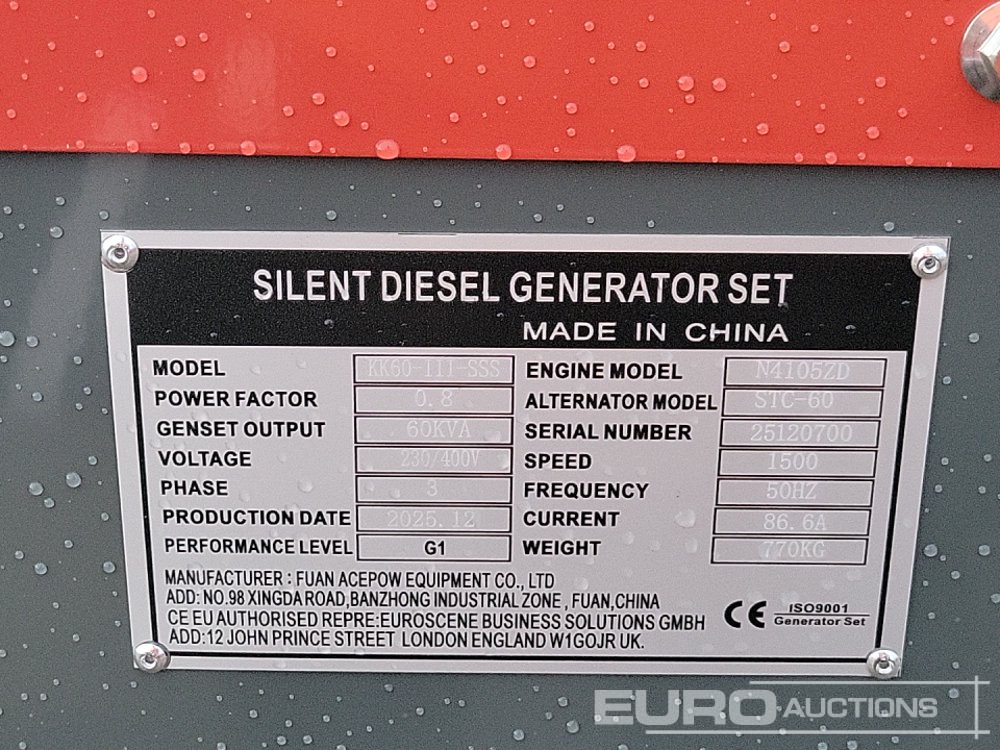 SILENT DIESEL GENERATOR SET
MADE IN CHINA
MODEL KK60-III-SSS
POWER FACTOR 0.8
GENSET OUTPUT 60KVA
VOLTAGE 230/400V
PHASE 3
PRODUCTION DATE 2025.12
PERFORMANCE LEVEL G1
ENGINE MODEL N4105ZD
ALTERNATOR MODEL STC-60
SERIAL NUMBER 25120700
SPEED 1500
FREQUENCY 50HZ
CURRENT 86.6A
WEIGHT 770KG
MANUFACTURER : FUAN ACEPOW EQUIPMENT CO., LTD
ADD: NO.98 XINGDA ROAD,BANZHONG INDUSTRIAL ZONE , FUAN,CHINA
CE EU AUTHORISED REPRE:EUROSCENE BUSINESS SOLUTIONS GMBH
ADD:12 JOHN PRINCE STREET LONDON ENGLAND W1GOJR UK.
CE
ISO9001
Generator Set
EURO AUCTIONS